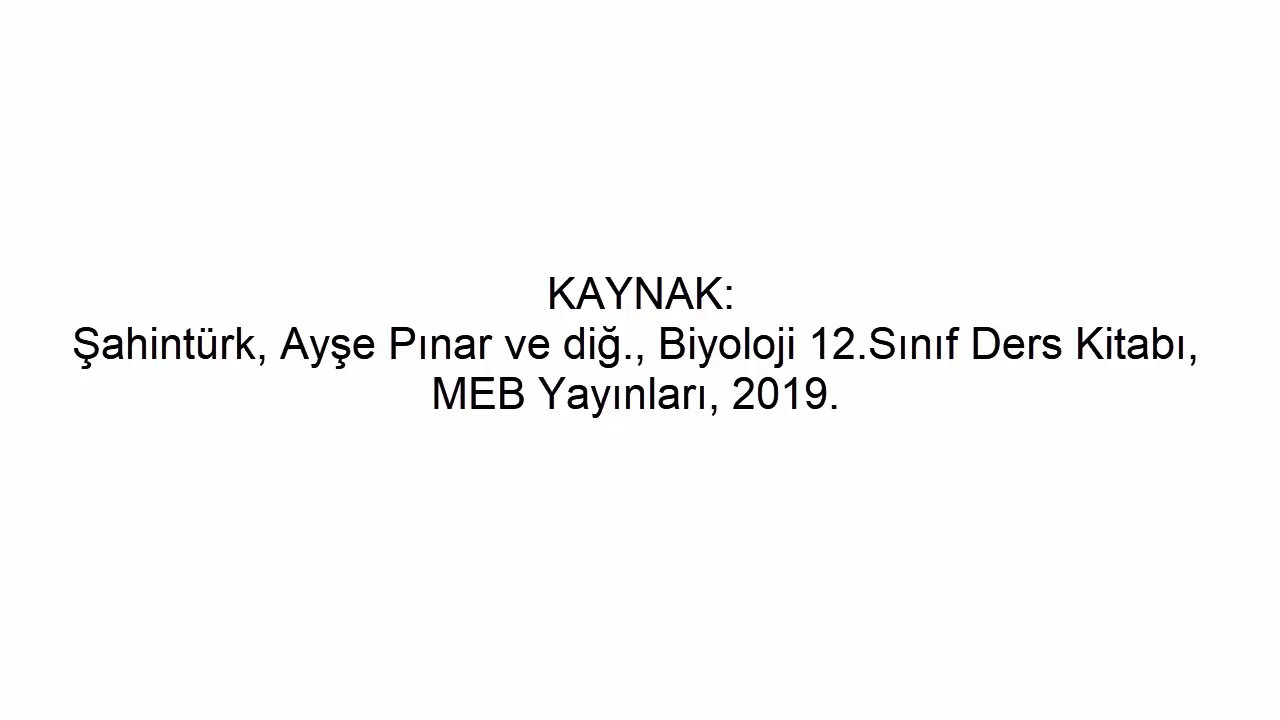 KAYNAK:
Şahintürk, Ayşe Pınar ve diğ., Biyoloji 12.Sınıf Ders Kitabı,
MEB Yayınları, 2019.